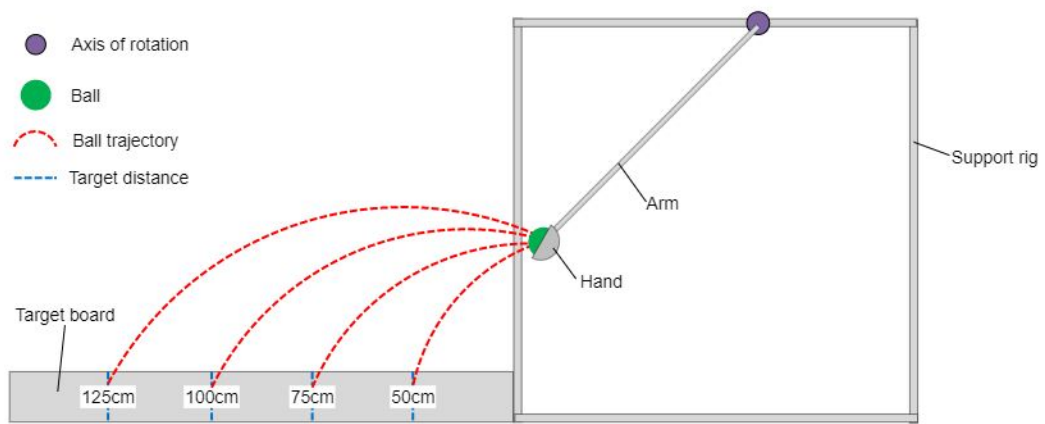 Axis of rotation
Ball
Ball trajectory
Target distance
Support rig
Arm
Hand
Target board
125cm 100cm 75cm 50cm